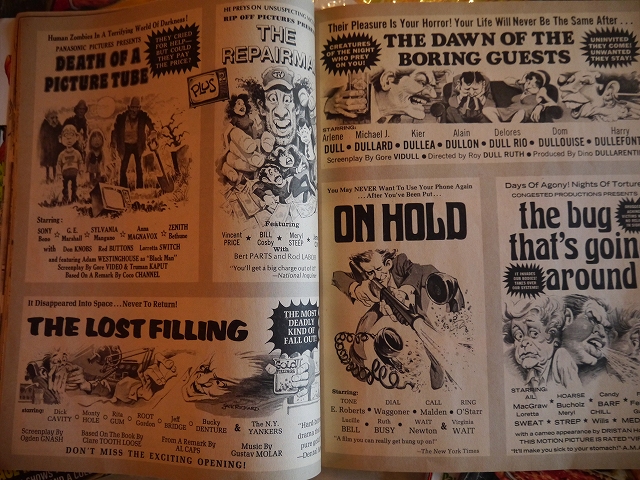 Human Zombies In A Terrifying World Of Darkness!
PANASONIC PICTURES PRESENTS
DEATH OF A
PICTURE TUBE
THEY CRIED
FOR HELP...
BUT COULD
THEY PAY
THE PRICE?
Starring:
SONY Bono ☆ G.E. Marshall ☆ SYLVANIA Mangano ☆ Anna MAGNAVOX ☆ ZENITH Bethune
with Don KNOBS Red BUTTONS Loretta SWITCH
and featuring Adam WESTINGHOUSE as "Black Man"
Screenplay by Gore VIDEO & Truman KAPUT
Based On A Remark By Coco CHANNEL
PLUS
HE PREYS ON UNSUSPECTING
RIP OFF PICTURES
THE
REPAIRMA
TV
Featuring
Vincent PRICE ★ BILL Cosby ★ Meryl STEEP
With
Bert PARTS and Rod LABOR
"You'll get a big charge out of it"
—National
It Disappeared Into Space...Never To Return!
THE LOST FILLING
THE MOST
DEADLY
KIND OF
FALL OUT!
starring Dick CAVITY ○ Monty HOLE ○ Rita GUM ○ ROOT Gordon ○ Jeff BRIDGE ○ Bucky DENTURE & The N.Y. YANKERS
Screenplay By Ogden GNASH
Based On The Book By Clare TOOTH LOOSE
From A Remark By AL CAPS
Music By Gustav MOLAR
DON'T MISS THE EXCITING OPENING!
Their Pleasure Is Your Horror! Your Life Will Never Be The Same After . . .
CREATURES
OF THE NIGHT
WHO PREY
ON YOU!
THE DAWN OF THE
BORING GUESTS
UNINVITED
THEY COME!
UNWANTED
THEY STAY!
STARRING:
Arlene DULL • Michael J. DULLARD • Kier DULLEA • Alain DULLON • Delores DULL RIO • Dom DULLOUISE • Harry DULLEFONT
Screenplay By Gore VIDULL • Directed by Roy DULL RUTH • Produced By Dino DULLARENTI
You May NEVER Want To Use Your Phone Again
. . . After You've Been Put . . .
ON HOLD
Starring:
TONE E. Roberts ○ DIAL Waggoner ○ CALL Malden ○ RING O'Starr
Lucille BELL ○ Ruth BUSY ○ WAIT Newton & Virginia WAIT
"A film you can really get hung up on!"
—The New York Times
Days Of Agony! Nights Of Torture
CONGESTED PRODUCTIONS PRESENTS
the bug
that's goin
around
IT INVADES
OUR BODIES!
STARRING:
AIL MacGraw
HOARSE Bucholz
Candy BARF
Loretta SWEAT ★ Meryl STREP ★ CHILL Wills ★
with a cameo appearance by DRISTAN
THIS MOTION PICTURE IS RATED
"It'll make you sick to your stomach!"